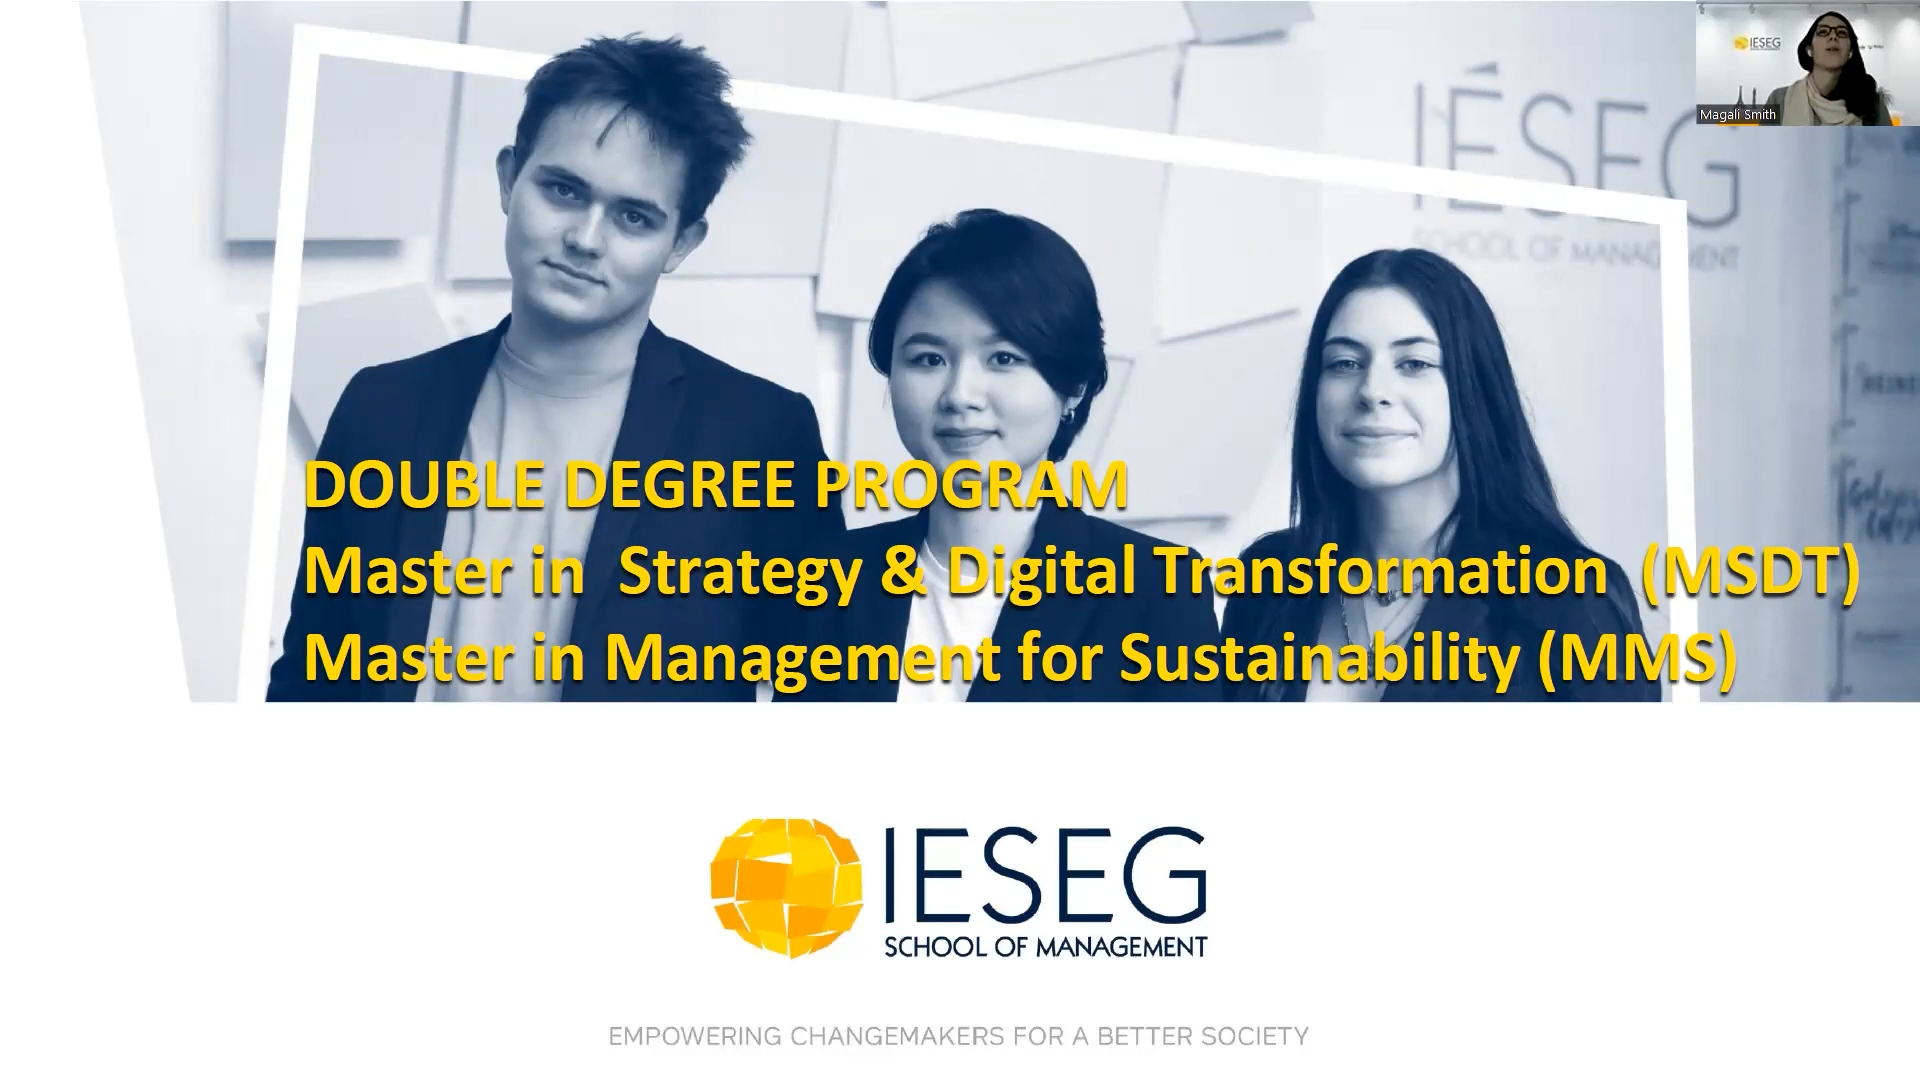 IESEG
Magali Smith
IÉSEG
SCHOOL OF MANAGEMENT
DOUBLE DEGREE PROGRAM
Master in  Strategy & Digital Transformation  (MSDT)
Master in Management for Sustainability (MMS)
IESEG
SCHOOL OF MANAGEMENT
EMPOWERING CHANGEMAKERS FOR A BETTER SOCIETY